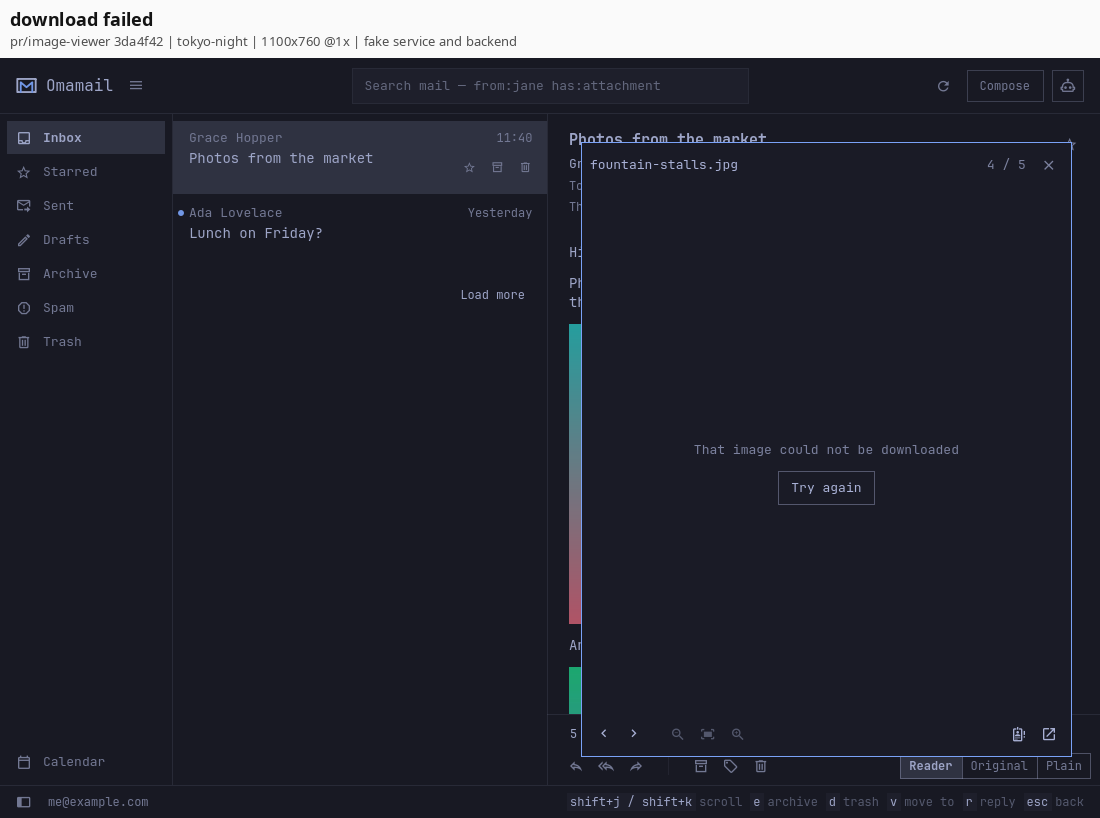 download failed
pr/image-viewer 3da4f42 | tokyo-night | 1100x760 @1x | fake service and backend
Omamail
Search mail — from:jane has:attachment
Compose
Inbox
Starred
Sent
Drafts
Archive
Spam
Trash
Calendar
Grace Hopper 11:40
Photos from the market
Ada Lovelace Yesterday
Lunch on Friday?
Load more
Photos from the market
fountain-stalls.jpg 4 / 5
That image could not be downloaded
Try again
5
Reader Original Plain
me@example.com
shift+j / shift+k scroll e archive d trash v move to r reply esc back